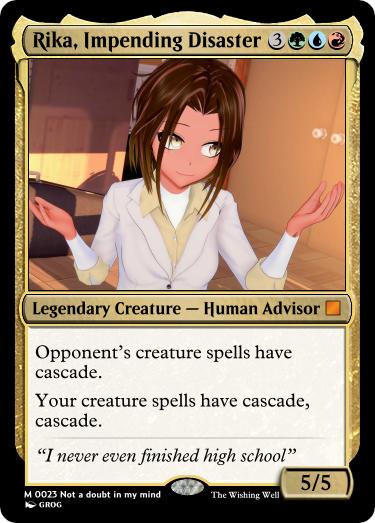 Rika, Impending Disaster 3
Legendary Creature — Human Advisor
Opponent's creature spells have
cascade.
Your creature spells have cascade,
cascade.
“I never even finished high school”
5/5
M 0023 Not a doubt in my mind
The Wishing Well
GROG